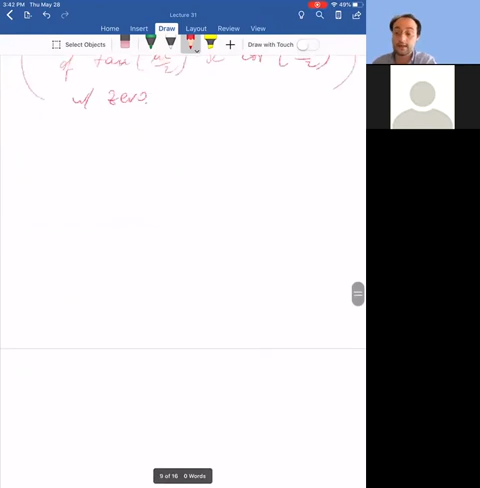 3:42 PM Thu May 28
49%
Lecture 31
Home Insert Draw Layout Review View
Select Objects
Draw with Touch
of tan
w/ zero.
9 of 16 0 Words